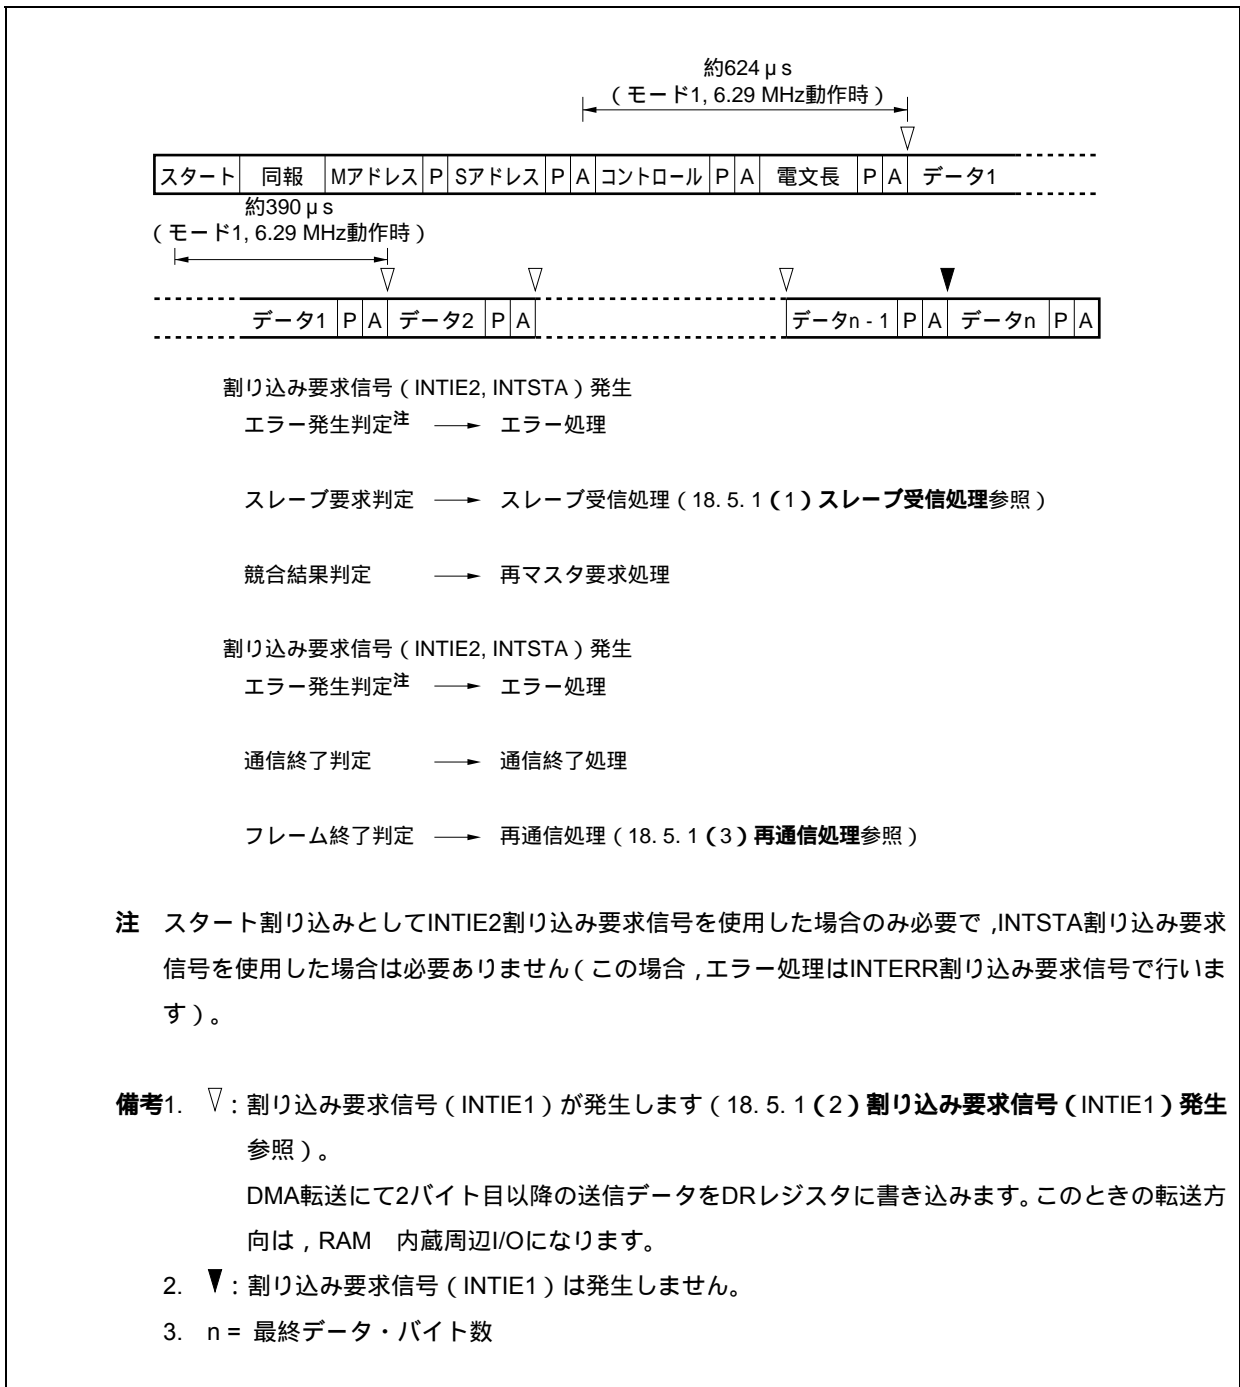 約624 μs
(モード1, 6.29 MHz動作時)
スタート 同報 Mアドレス P Sアドレス P A コントロール P A 電文長 P A データ1
約390 μs
(モード1, 6.29 MHz動作時)
データ1 P A データ2 P A データn - 1 P A データn P A
割り込み要求信号(INTIE2, INTSTA)発生
エラー発生判定注 → エラー処理
スレーブ要求判定 → スレーブ受信処理(18. 5. 1(1)スレーブ受信処理参照)
競合結果判定 → 再マスタ要求処理
割り込み要求信号(INTIE2, INTSTA)発生
エラー発生判定注 → エラー処理
通信終了判定 → 通信終了処理
フレーム終了判定 → 再通信処理(18. 5. 1(3)再通信処理参照)
注 スタート割り込みとしてINTIE2割り込み要求信号を使用した場合のみ必要で,INTSTA割り込み要求
信号を使用した場合は必要ありません(この場合,エラー処理はINTERR割り込み要求信号で行いま
す)。
備考1. ▽:割り込み要求信号(INTIE1)が発生します(18. 5. 1(2)割り込み要求信号(INTIE1)発生
参照)。
DMA転送にて2バイト目以降の送信データをDRレジスタに書き込みます。このときの転送方
向は,RAM 内蔵周辺I/Oになります。
2. ▼:割り込み要求信号(INTIE1)は発生しません。
3. n = 最終データ・バイト数